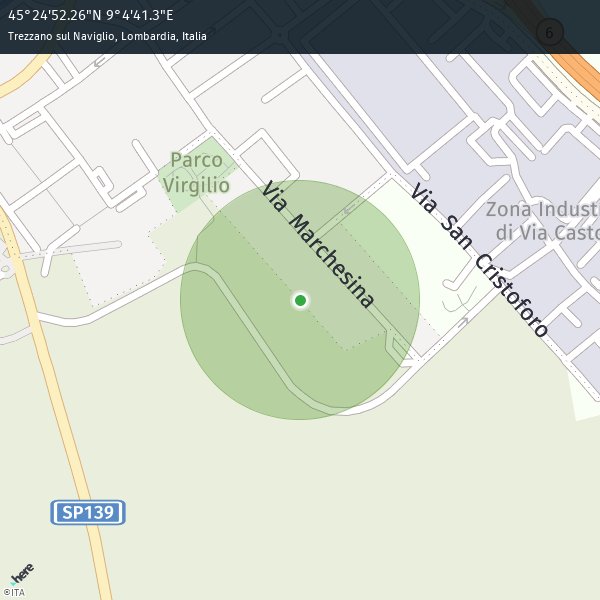 45°24'52.26"N 9°4'41.3"E
Trezzano sul Naviglio, Lombardia, Italia
6
Parco
Virgilio
Via Marchesina
Via San Cristoforo
Zona Indust
di Via Casto
SP139
here
©ITA